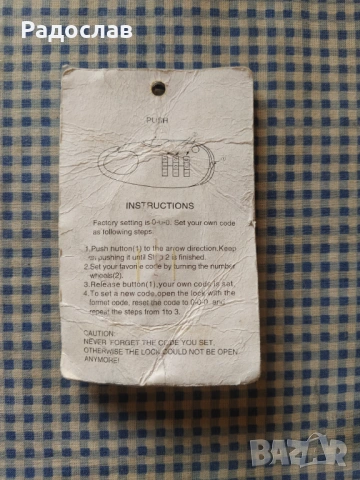 Радослав
PUSH
INSTRUCTIONS
Factory setting is 0-0-0. Set your own code
as following steps.
1.Push button(1) to the arrow direction.Keep
on pushing it until Step 2 is finished.
2.Set your favorite code by turning the number
wheels(2).
3.Release button(1),your own code is set.
4.To set a new code,open the lock with the
former code, reset the code to 0-0-0, and
repeat the steps from 1to 3.
CAUTION:
NEVER FORGET THE CODE YOU SET.
OTHERWISE THE LOCK COULD NOT BE OPEN
ANYMORE!
BAZAR